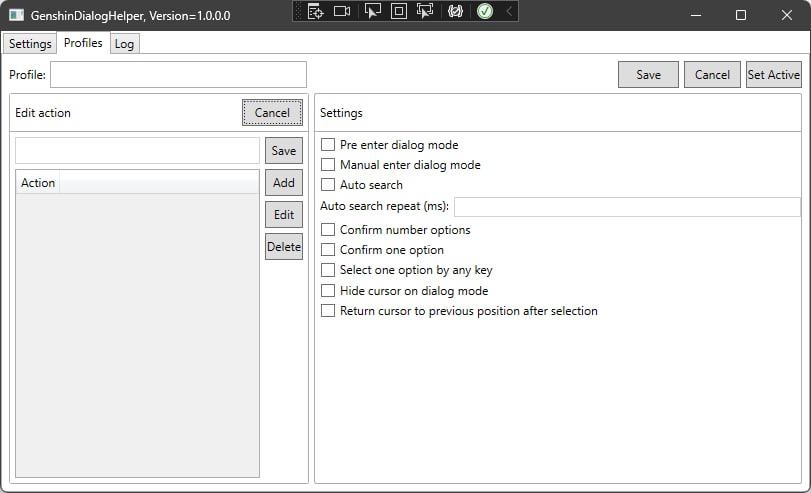 GenshinDialogHelper, Version=1.0.0.0
Settings Profiles Log
Profile: Save Cancel Set Active
Edit action Cancel Settings
Save
Action Add
Edit
Delete
Pre enter dialog mode
Manual enter dialog mode
Auto search
Auto search repeat (ms):
Confirm number options
Confirm one option
Select one option by any key
Hide cursor on dialog mode
Return cursor to previous position after selection